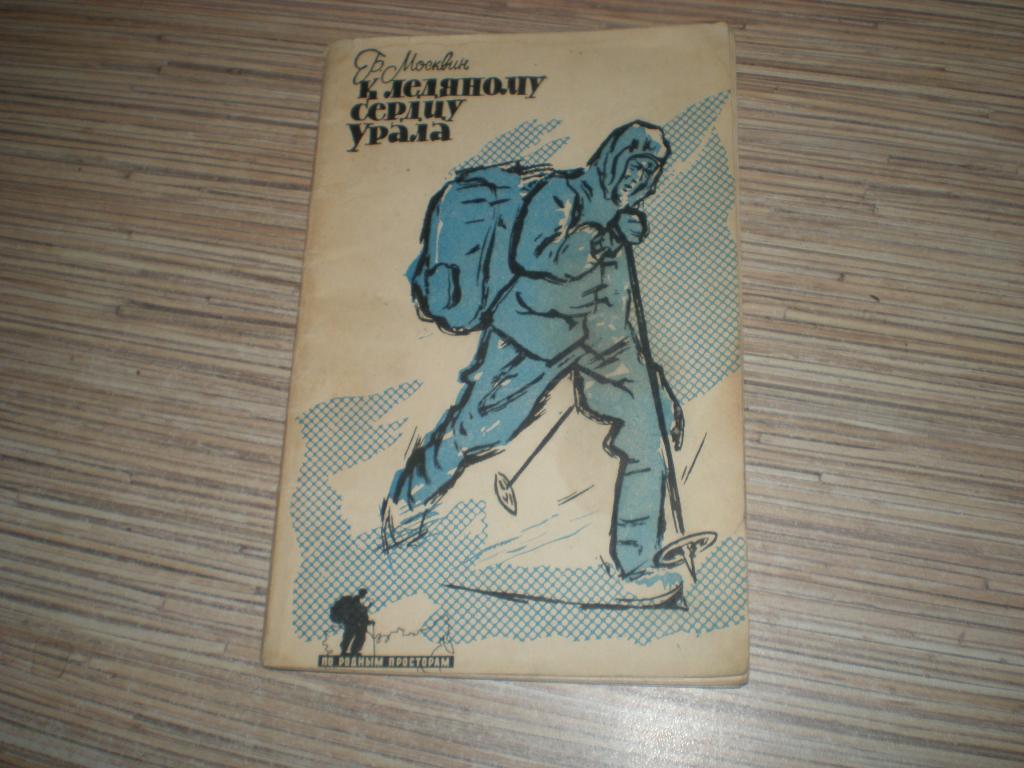 Б. Москвин
К ледяному
сердцу
Урала
ПО РОДНЫМ ПРОСТОРАМ